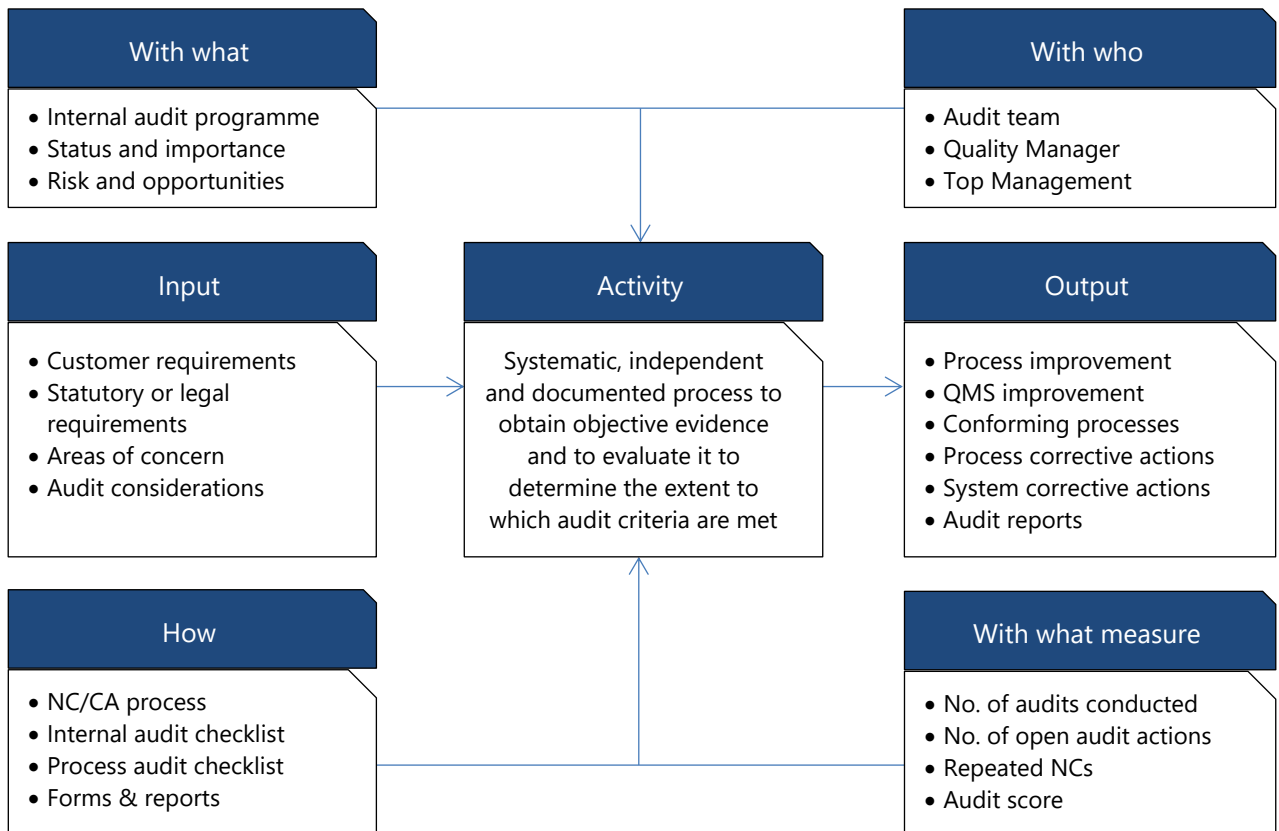 With what
• Internal audit programme
• Status and importance
• Risk and opportunities
With who
• Audit team
• Quality Manager
• Top Management
Input
• Customer requirements
• Statutory or legal
requirements
• Areas of concern
• Audit considerations
Activity
Systematic, independent
and documented process to
obtain objective evidence
and to evaluate it to
determine the extent to
which audit criteria are met
Output
• Process improvement
• QMS improvement
• Conforming processes
• Process corrective actions
• System corrective actions
• Audit reports
How
• NC/CA process
• Internal audit checklist
• Process audit checklist
• Forms & reports
With what measure
• No. of audits conducted
• No. of open audit actions
• Repeated NCs
• Audit score